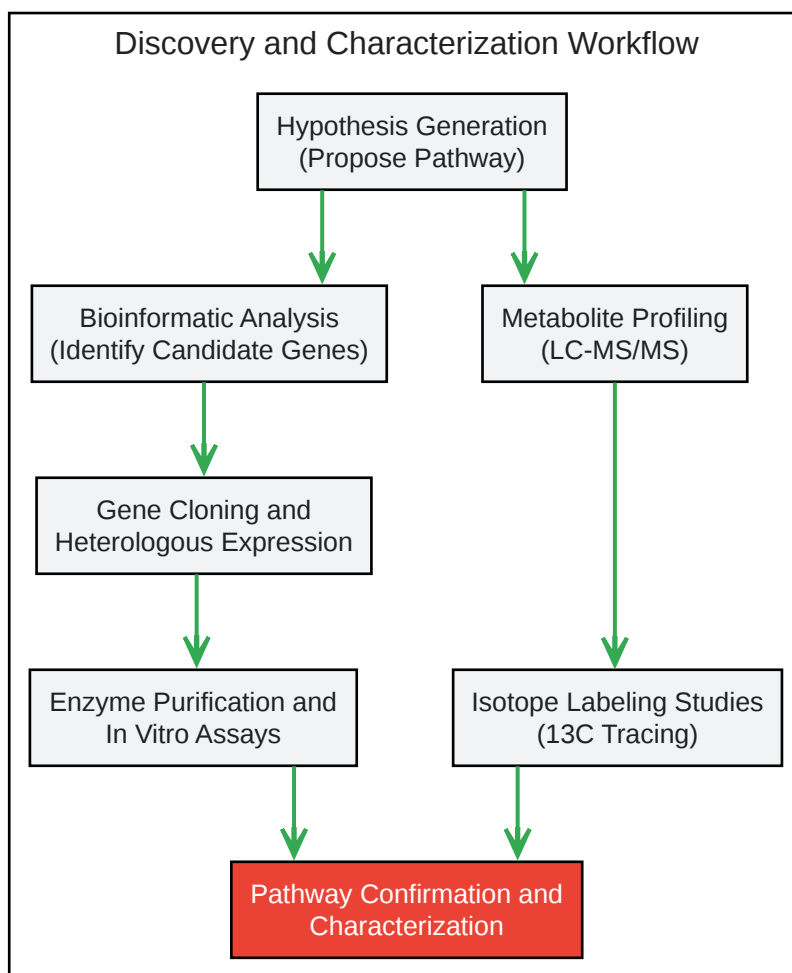 Discovery and Characterization Workflow
Hypothesis Generation
(Propose Pathway)
Bioinformatic Analysis
(Identify Candidate Genes)
Metabolite Profiling
(LC-MS/MS)
Gene Cloning and
Heterologous Expression
Enzyme Purification and
In Vitro Assays
Isotope Labeling Studies
(13C Tracing)
Pathway Confirmation and
Characterization